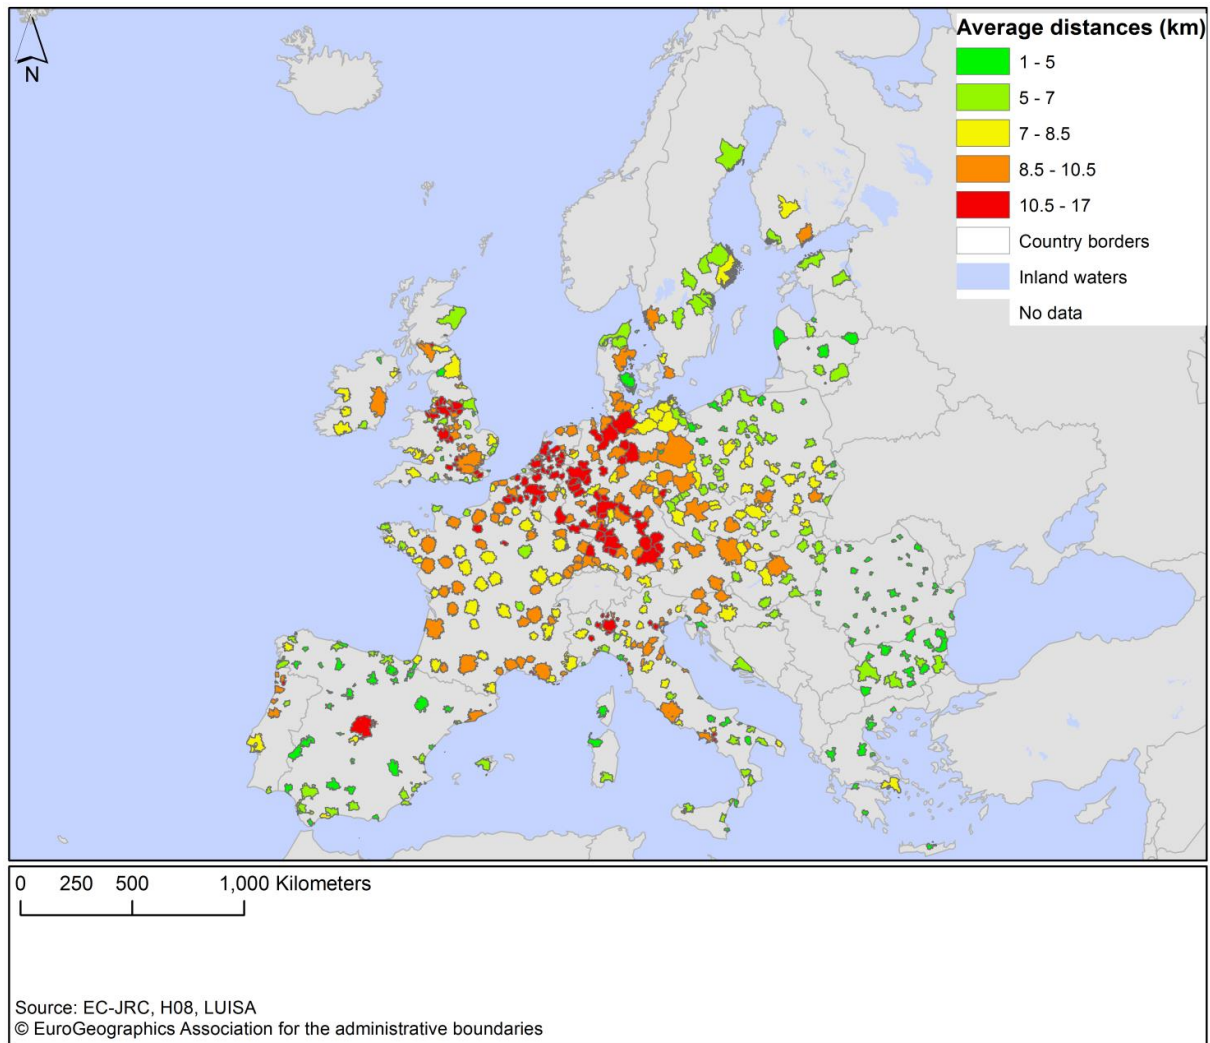 N
Average distances (km)
1 - 5
5 - 7
7 - 8.5
8.5 - 10.5
10.5 - 17
Country borders
Inland waters
No data
0 250 500 1,000 Kilometers
Source: EC-JRC, H08, LUISA
© EuroGeographics Association for the administrative boundaries